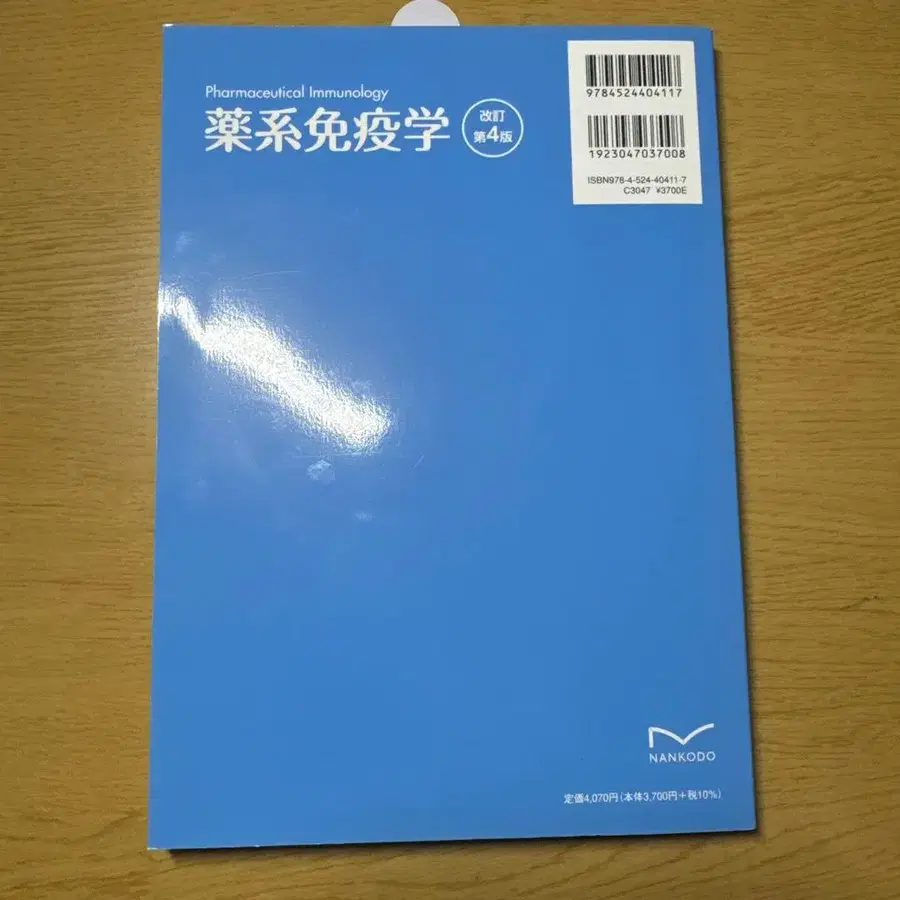 Pharmaceutical Immunology
薬系免疫学
改訂
第4版
9784524404117
1923047037008
ISBN978-4-524-40411-7
C3047 ¥3700E
NANKODO
定価4,070円(本体3,700円+税10%)